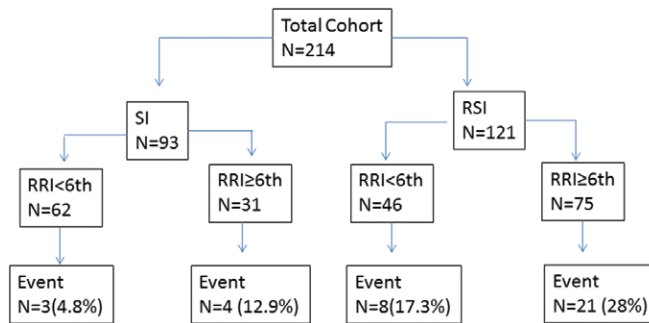 Total Cohort
N=214
SI
N=93
RSI
N=121
RRI<6th
N=62
RRI≥6th
N=31
RRI<6th
N=46
RRI≥6th
N=75
Event
N=3(4.8%)
Event
N=4 (12.9%)
Event
N=8(17.3%)
Event
N=21 (28%)